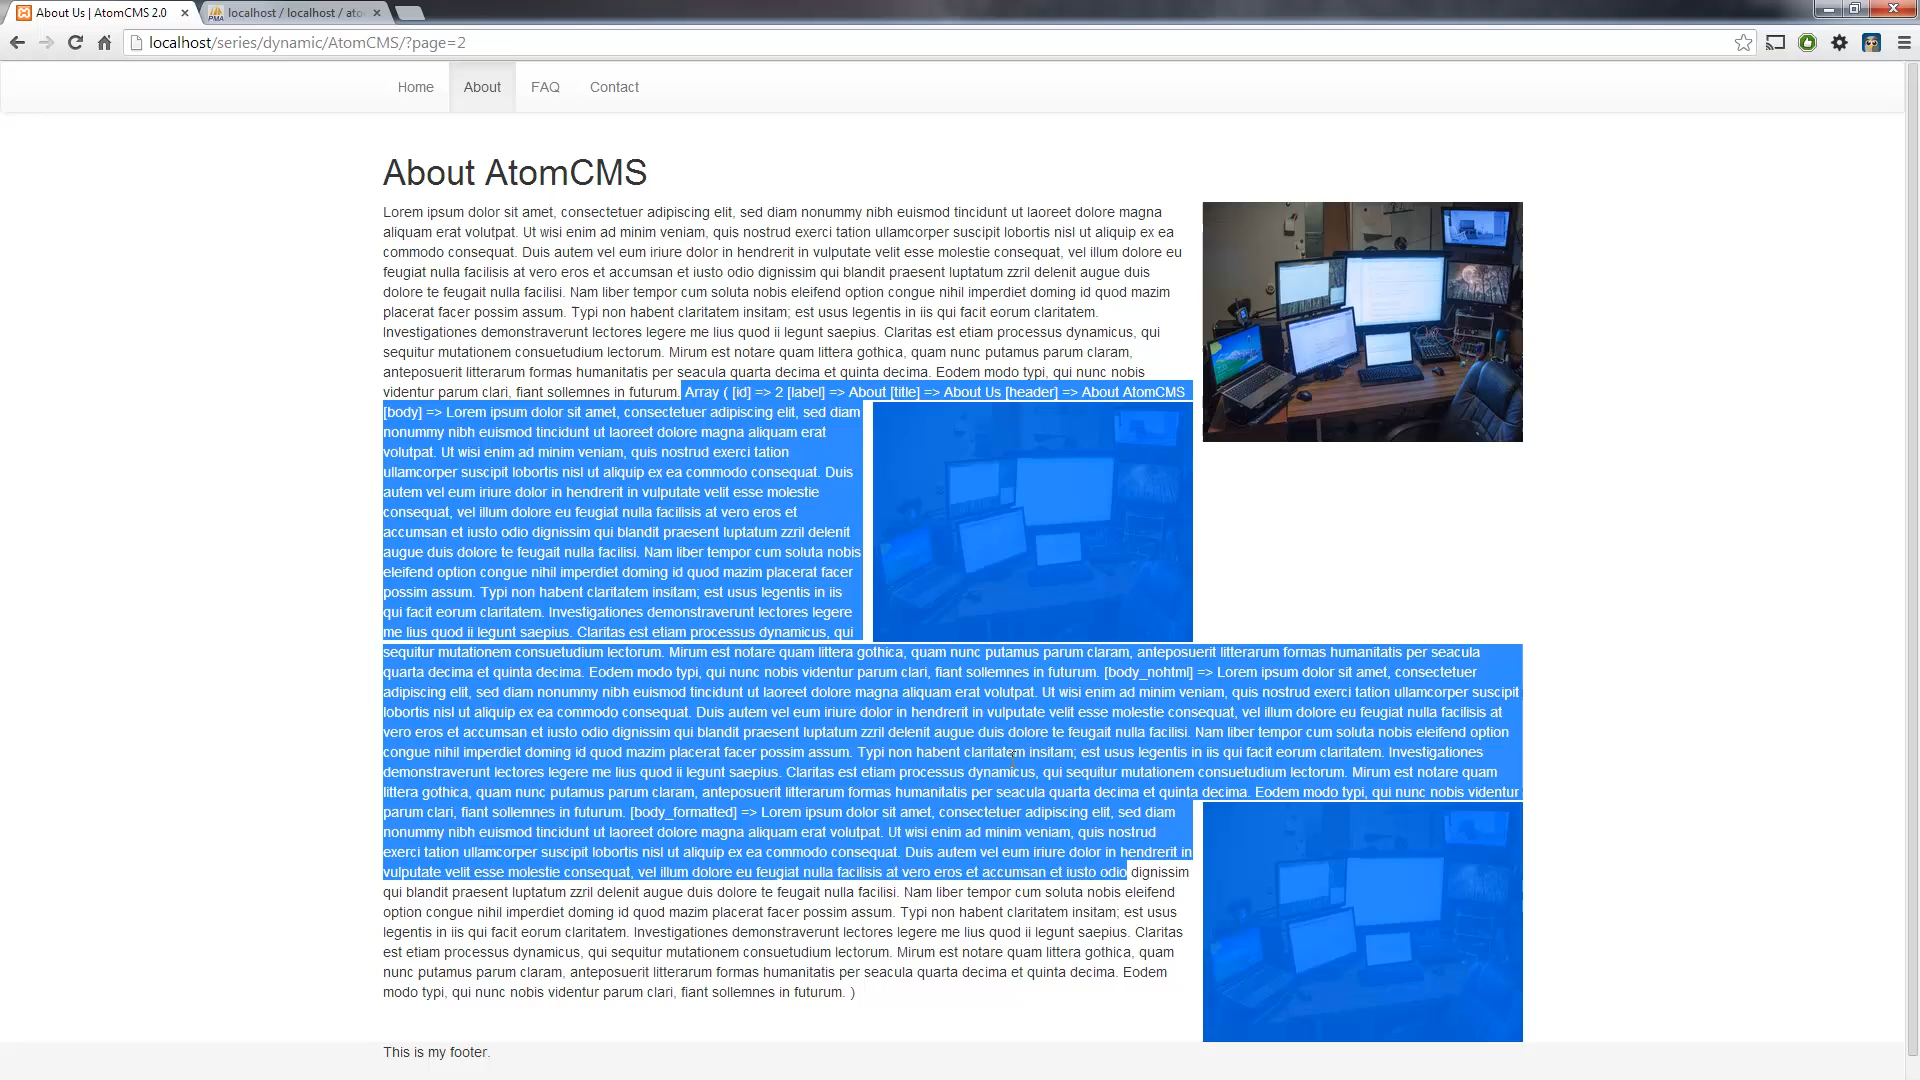 About Us | AtomCMS 2.0
localhost / localhost / ato
localhost/series/dynamic/AtomCMS/?page=2
Home About FAQ Contact
About AtomCMS
Lorem ipsum dolor sit amet, consectetuer adipiscing elit, sed diam nonummy nibh euismod tincidunt ut laoreet dolore magna
aliquam erat volutpat. Ut wisi enim ad minim veniam, quis nostrud exerci tation ullamcorper suscipit lobortis nisl ut aliquip ex ea
commodo consequat. Duis autem vel eum iriure dolor in hendrerit in vulputate velit esse molestie consequat, vel illum dolore eu
feugiat nulla facilisis at vero eros et accumsan et iusto odio dignissim qui blandit praesent luptatum zzril delenit augue duis
dolore te feugait nulla facilisi. Nam liber tempor cum soluta nobis eleifend option congue nihil imperdiet doming id quod mazim
placerat facer possim assum. Typi non habent claritatem insitam; est usus legentis in iis qui facit eorum claritatem.
Investigationes demonstraverunt lectores legere me lius quod ii legunt saepius. Claritas est etiam processus dynamicus, qui
sequitur mutationem consuetudium lectorum. Mirum est notare quam littera gothica, quam nunc putamus parum claram,
anteposuerit litterarum formas humanitatis per seacula quarta decima et quinta decima. Eodem modo typi, qui nunc nobis
videntur parum clari, fiant sollemnes in futurum. Array ( [id] => 2 [label] => About [title] => About Us [header] => About AtomCMS
[body] => Lorem ipsum dolor sit amet, consectetuer adipiscing elit, sed diam
nonummy nibh euismod tincidunt ut laoreet dolore magna aliquam erat
volutpat. Ut wisi enim ad minim veniam, quis nostrud exerci tation
ullamcorper suscipit lobortis nisl ut aliquip ex ea commodo consequat. Duis
autem vel eum iriure dolor in hendrerit in vulputate velit esse molestie
consequat, vel illum dolore eu feugiat nulla facilisis at vero eros et
accumsan et iusto odio dignissim qui blandit praesent luptatum zzril delenit
augue duis dolore te feugait nulla facilisi. Nam liber tempor cum soluta nobis
eleifend option congue nihil imperdiet doming id quod mazim placerat facer
possim assum. Typi non habent claritatem insitam; est usus legentis in iis
qui facit eorum claritatem. Investigationes demonstraverunt lectores legere
me lius quod ii legunt saepius. Claritas est etiam processus dynamicus, qui
sequitur mutationem consuetudium lectorum. Mirum est notare quam littera gothica, quam nunc putamus parum claram, anteposuerit litterarum formas humanitatis per seacula
quarta decima et quinta decima. Eodem modo typi, qui nunc nobis videntur parum clari, fiant sollemnes in futurum. [body_nohtml] => Lorem ipsum dolor sit amet, consectetuer
adipiscing elit, sed diam nonummy nibh euismod tincidunt ut laoreet dolore magna aliquam erat volutpat. Ut wisi enim ad minim veniam, quis nostrud exerci tation ullamcorper suscipit
lobortis nisl ut aliquip ex ea commodo consequat. Duis autem vel eum iriure dolor in hendrerit in vulputate velit esse molestie consequat, vel illum dolore eu feugiat nulla facilisis at
vero eros et accumsan et iusto odio dignissim qui blandit praesent luptatum zzril delenit augue duis dolore te feugait nulla facilisi. Nam liber tempor cum soluta nobis eleifend option
congue nihil imperdiet doming id quod mazim placerat facer possim assum. Typi non habent claritatem insitam; est usus legentis in iis qui facit eorum claritatem. Investigationes
demonstraverunt lectores legere me lius quod ii legunt saepius. Claritas est etiam processus dynamicus, qui sequitur mutationem consuetudium lectorum. Mirum est notare quam
littera gothica, quam nunc putamus parum claram, anteposuerit litterarum formas humanitatis per seacula quarta decima et quinta decima. Eodem modo typi, qui nunc nobis videntur
parum clari, fiant sollemnes in futurum. [body_formatted] => Lorem ipsum dolor sit amet, consectetuer adipiscing elit, sed diam
nonummy nibh euismod tincidunt ut laoreet dolore magna aliquam erat volutpat. Ut wisi enim ad minim veniam, quis nostrud
exerci tation ullamcorper suscipit lobortis nisl ut aliquip ex ea commodo consequat. Duis autem vel eum iriure dolor in hendrerit in
vulputate velit esse molestie consequat, vel illum dolore eu feugiat nulla facilisis at vero eros et accumsan et iusto odio dignissim
qui blandit praesent luptatum zzril delenit augue duis dolore te feugait nulla facilisi. Nam liber tempor cum soluta nobis eleifend
option congue nihil imperdiet doming id quod mazim placerat facer possim assum. Typi non habent claritatem insitam; est usus
legentis in iis qui facit eorum claritatem. Investigationes demonstraverunt lectores legere me lius quod ii legunt saepius. Claritas
est etiam processus dynamicus, qui sequitur mutationem consuetudium lectorum. Mirum est notare quam littera gothica, quam
nunc putamus parum claram, anteposuerit litterarum formas humanitatis per seacula quarta decima et quinta decima. Eodem
modo typi, qui nunc nobis videntur parum clari, fiant sollemnes in futurum. )
This is my footer.